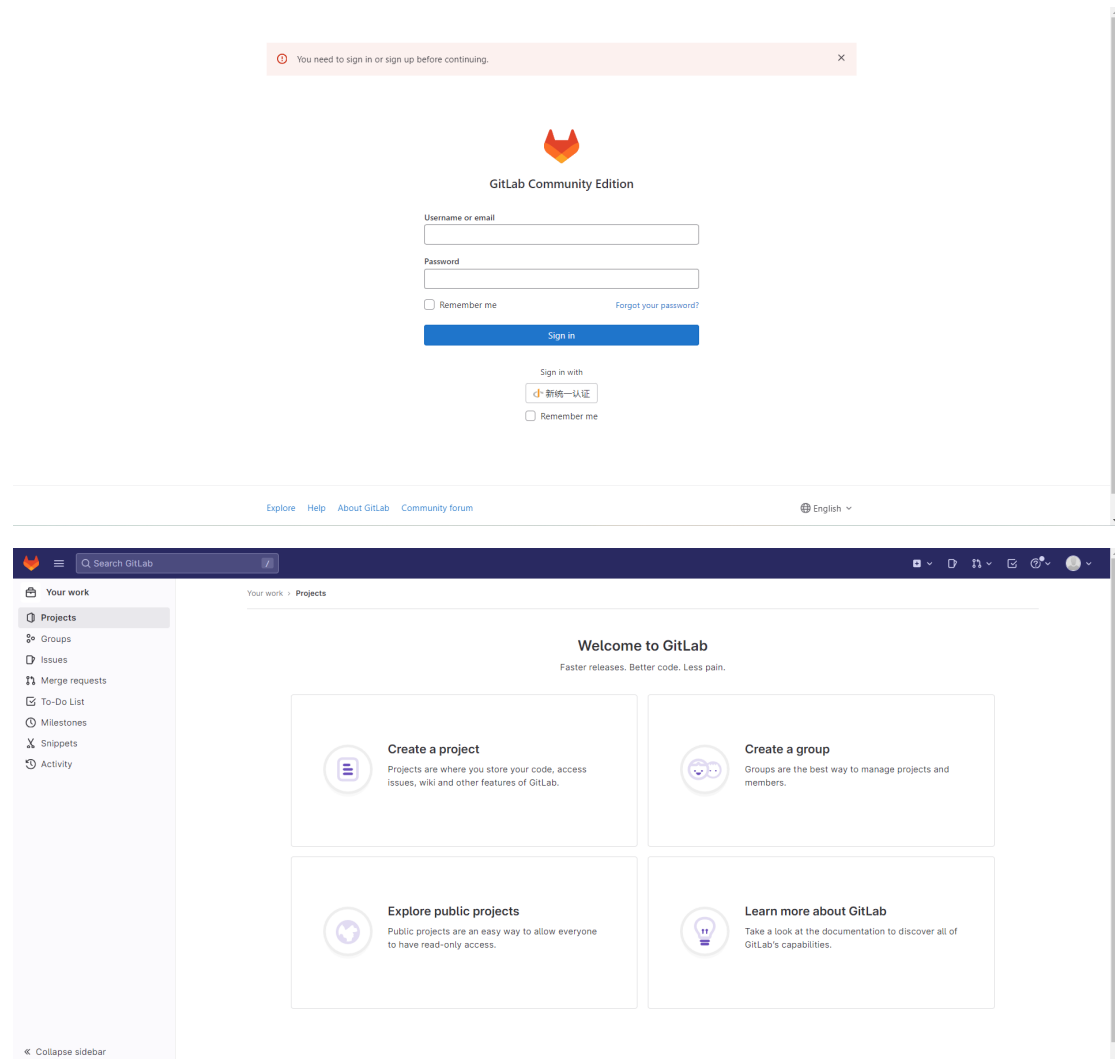 You need to sign in or sign up before continuing.
GitLab Community Edition
Username or email
Password
Remember me
Forgot your password?
Sign in
Sign in with
新统一认证
Remember me
Explore Help About GitLab Community forum
English
Search GitLab /
Your work
Projects
Groups
Issues
Merge requests
To-Do List
Milestones
Snippets
Activity
Collapse sidebar
Your work › Projects
Welcome to GitLab
Faster releases. Better code. Less pain.
Create a project
Projects are where you store your code, access
issues, wiki and other features of GitLab.
Create a group
Groups are the best way to manage projects and
members.
Explore public projects
Public projects are an easy way to allow everyone
to have read-only access.
Learn more about GitLab
Take a look at the documentation to discover all of
GitLab's capabilities.